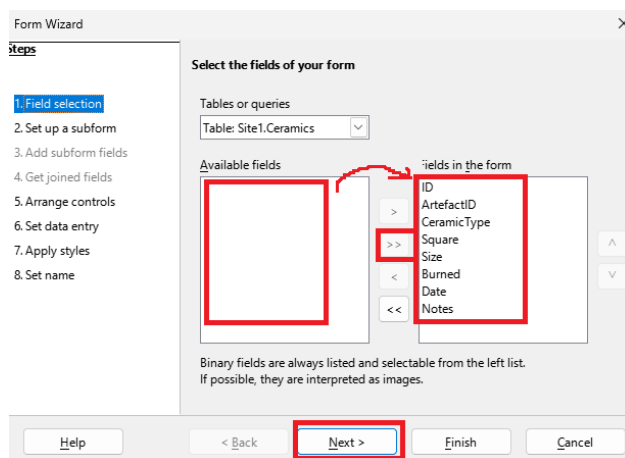 Form Wizard
Steps
Select the fields of your form
1. Field selection
2. Set up a subform
3. Add subform fields
4. Get joined fields
5. Arrange controls
6. Set data entry
7. Apply styles
8. Set name
Tables or queries
Table: Site1.Ceramics
Available fields
Fields in the form
>
>>
<
<<
ID
ArtefactID
CeramicType
Square
Size
Burned
Date
Notes
Binary fields are always listed and selectable from the left list.
If possible, they are interpreted as images.
Help
< Back
Next >
Finish
Cancel